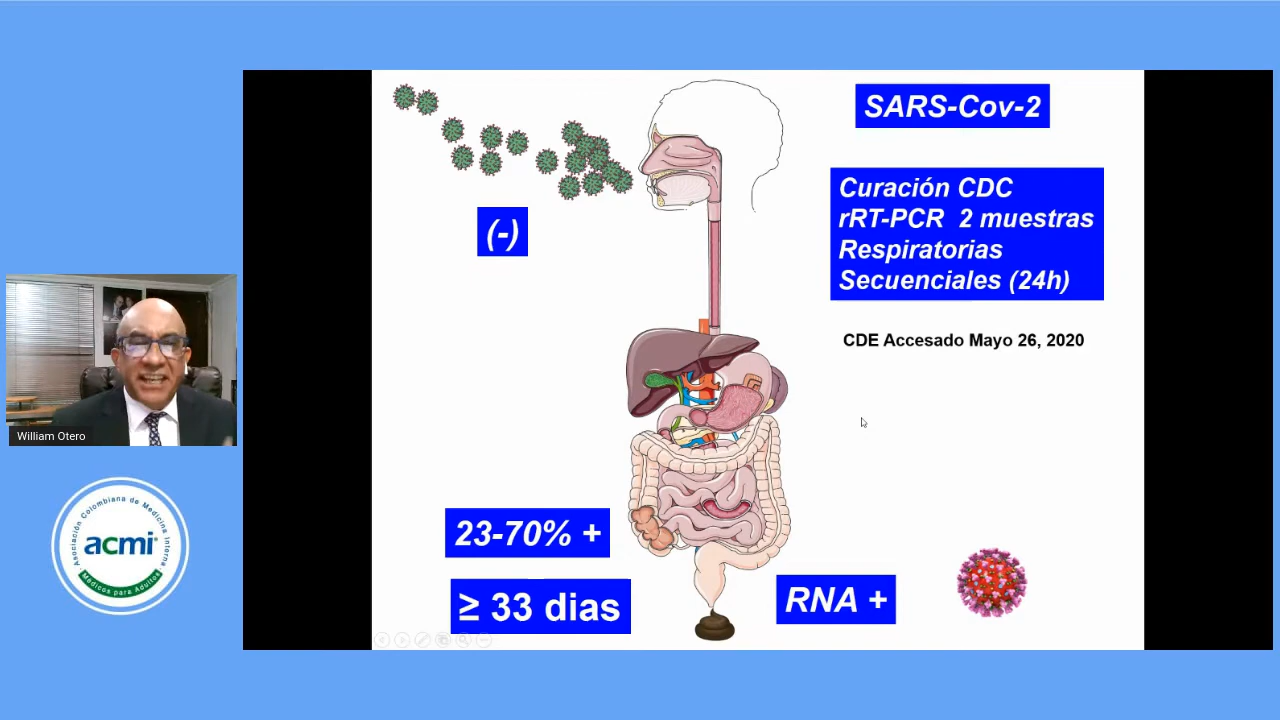 SARS-Cov-2
Curación CDC
rRT-PCR 2 muestras
Respiratorias
Secuenciales (24h)
(-)
CDE Accesado Mayo 26, 2020
William Otero
Asociación Colombiana de Medicina Interna
acmi
Médicos para Adultos
23-70% +
≥ 33 dias
RNA +